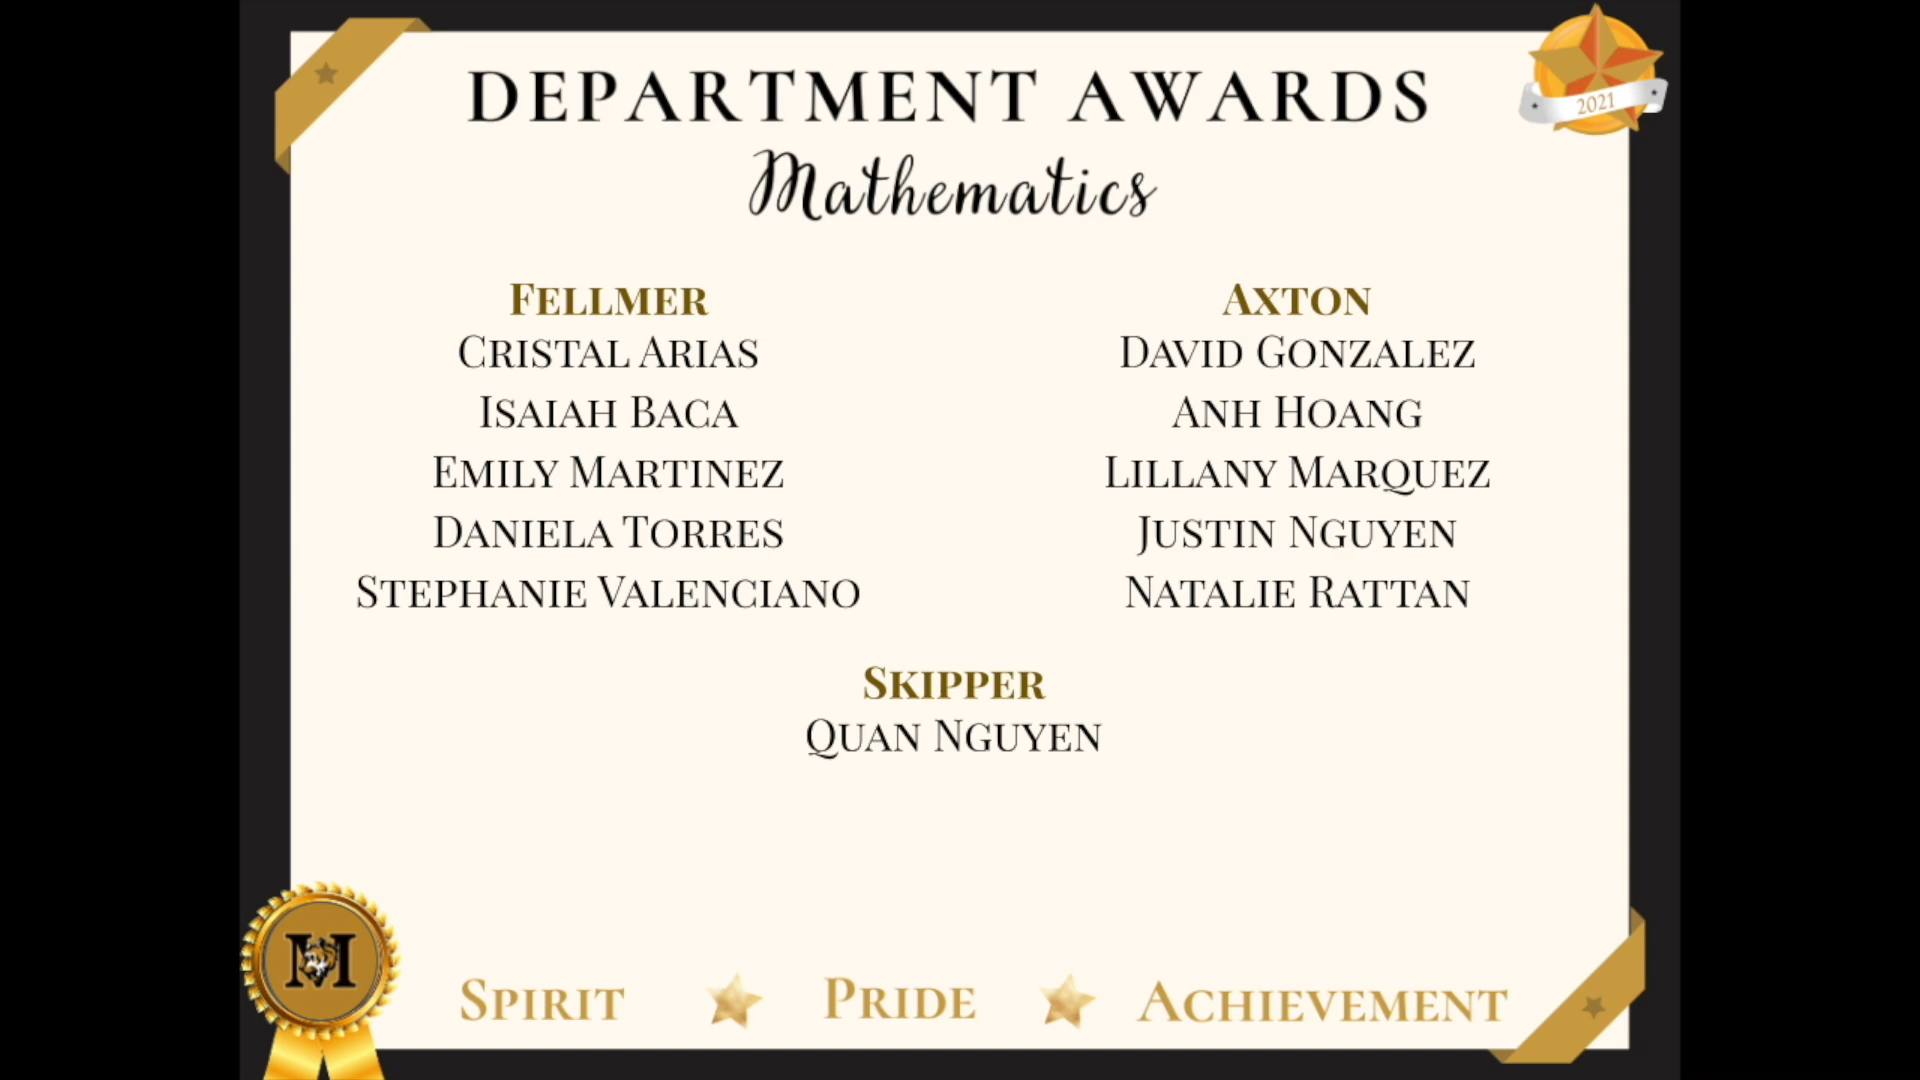 DEPARTMENT AWARDS
2021
Mathematics
FELLMER
CRISTAL ARIAS
ISAIAH BACA
EMILY MARTINEZ
DANIELA TORRES
STEPHANIE VALENCIANO
AXTON
DAVID GONZALEZ
ANH HOANG
LILLANY MARQUEZ
JUSTIN NGUYEN
NATALIE RATTAN
SKIPPER
QUAN NGUYEN
M
SPIRIT PRIDE ACHIEVEMENT